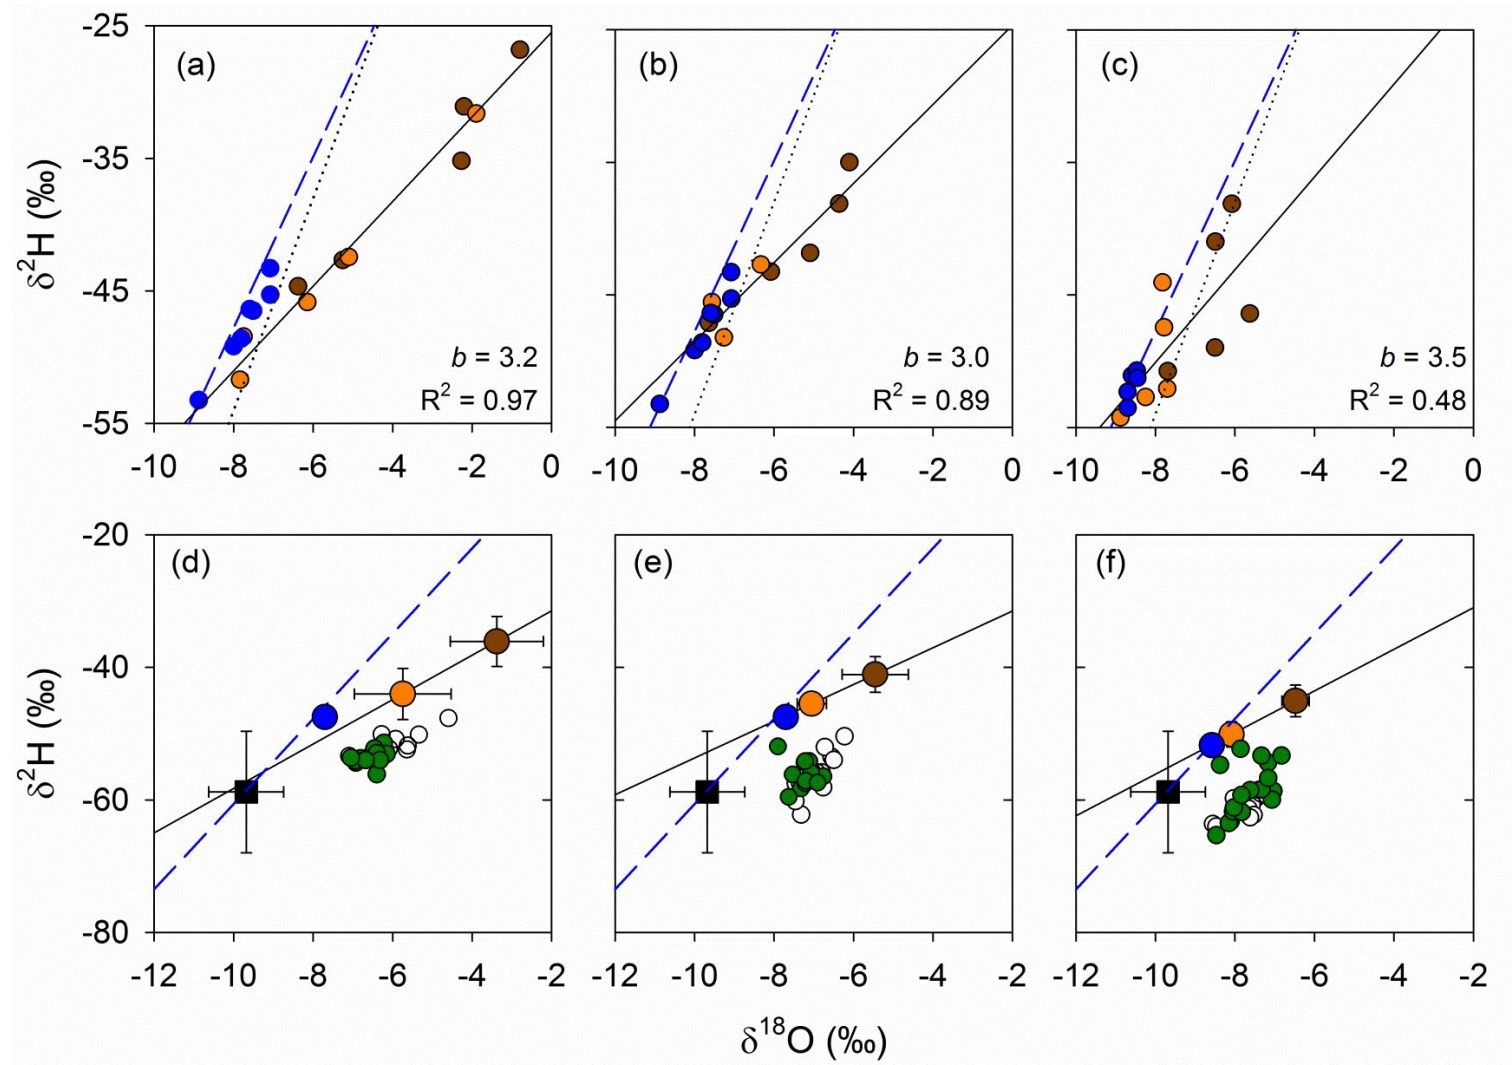 -25
(a)
(b)
(c)
-35
-45
b = 3.2
b = 3.0
b = 3.5
R² = 0.97
R² = 0.89
R² = 0.48
-55
-10 -8 -6 -4 -2 0
-10 -8 -6 -4 -2 0
-10 -8 -6 -4 -2 0
δ²H (‰)
-20
(d)
(e)
(f)
-40
-60
-80
-12 -10 -8 -6 -4 -2
-12 -10 -8 -6 -4 -2
-12 -10 -8 -6 -4 -2
δ²H (‰)
δ¹⁸O (‰)